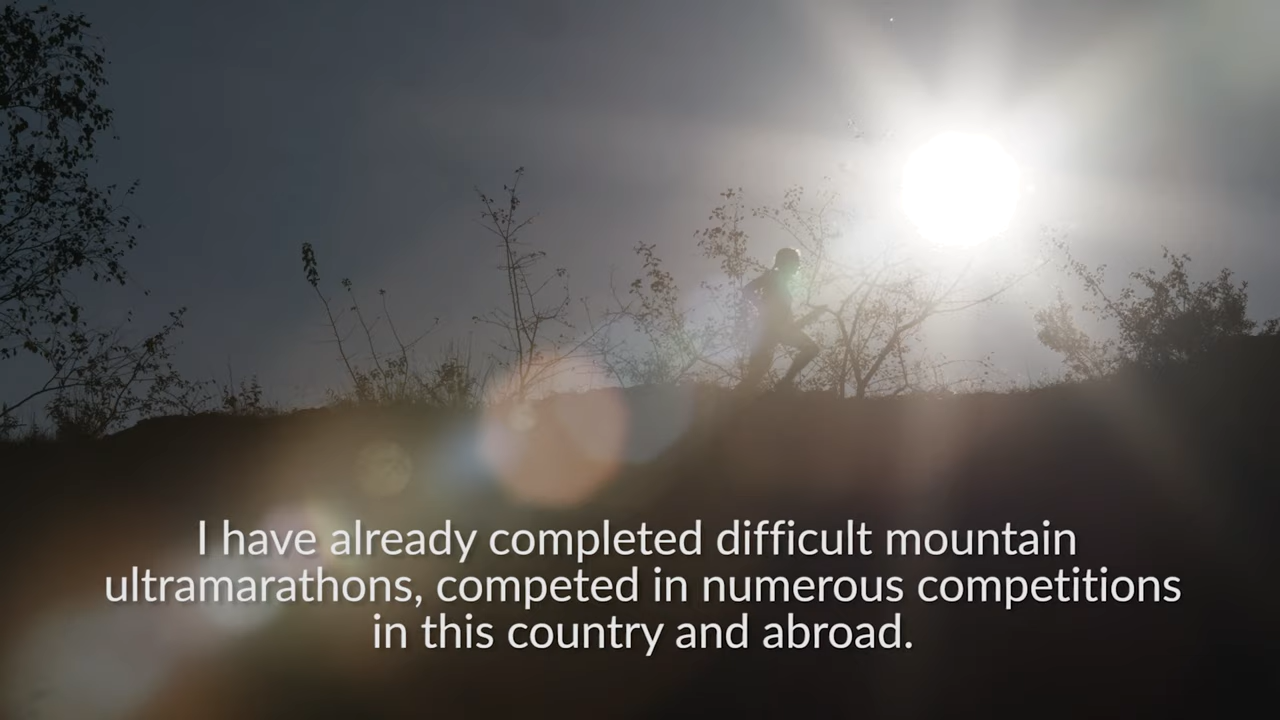 I have already completed difficult mountain
ultramarathons, competed in numerous competitions
in this country and abroad.